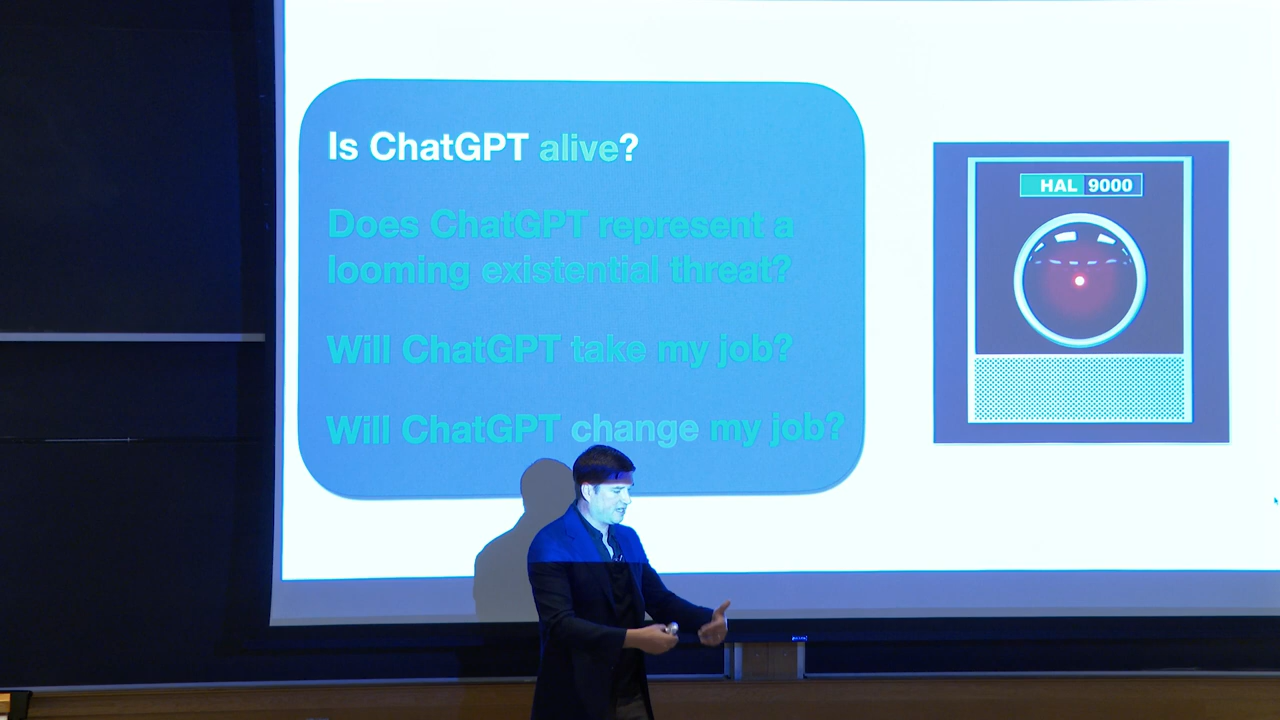 Is ChatGPT alive?
Does ChatGPT represent a
looming existential threat?
Will ChatGPT take my job?
Will ChatGPT change my job?
HAL 9000